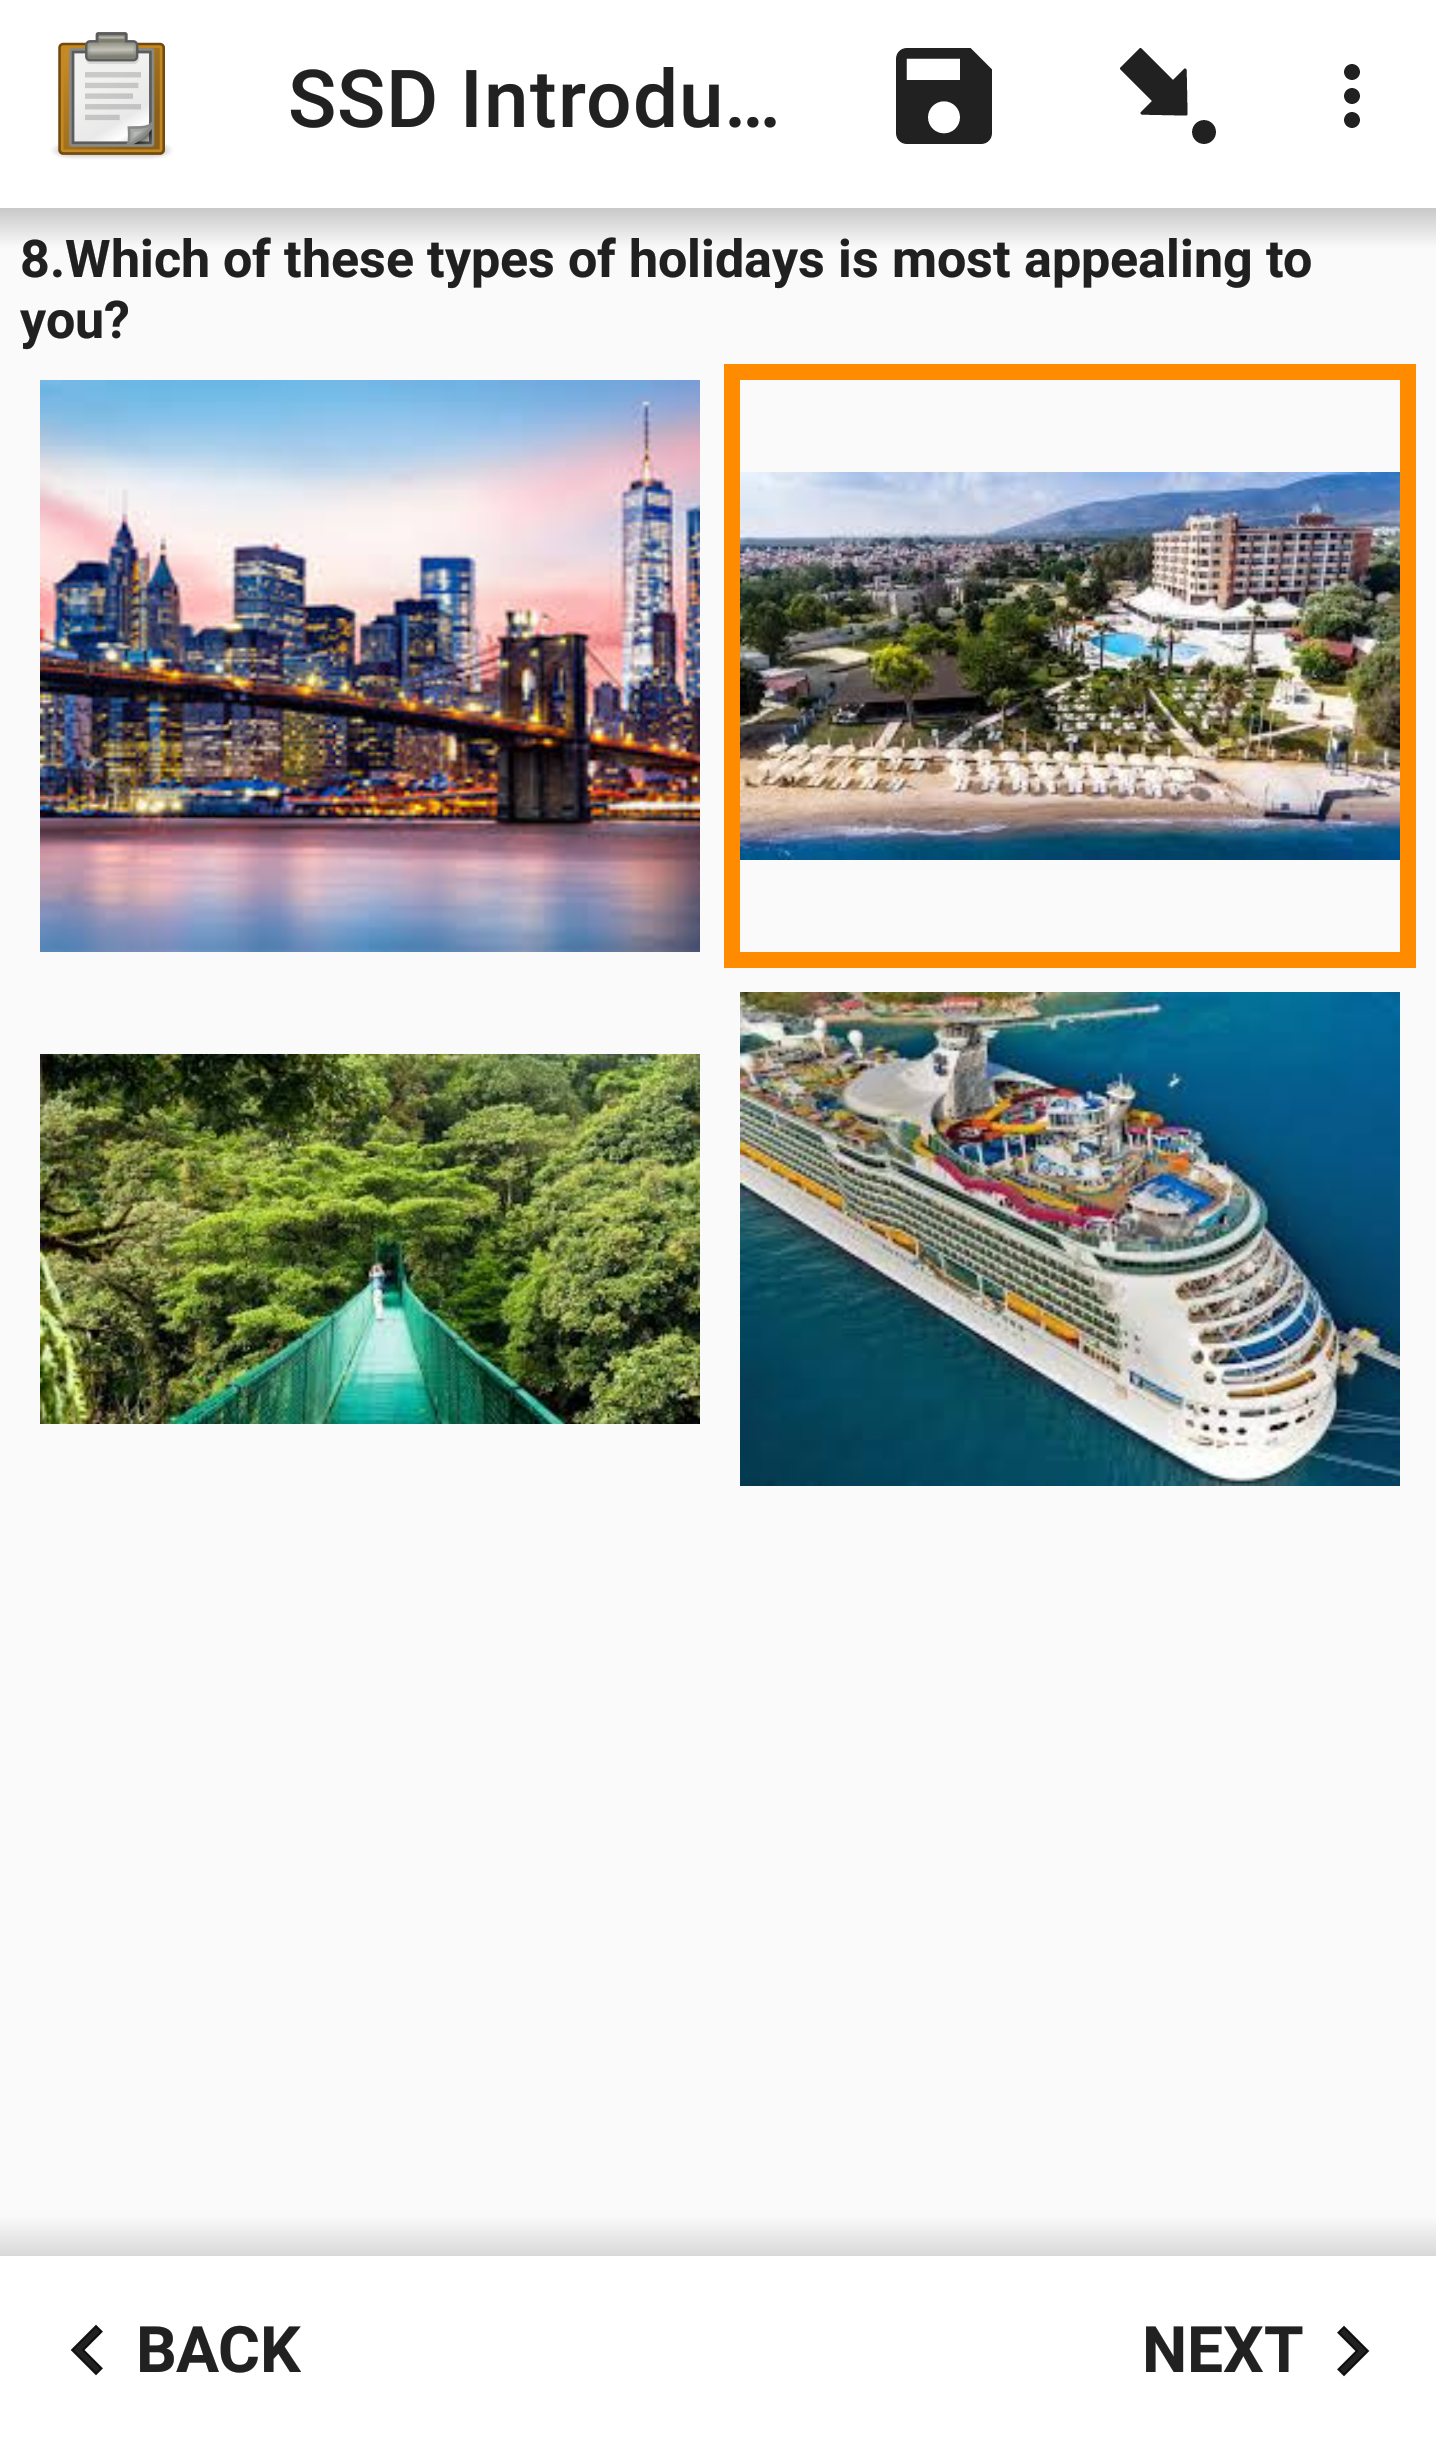 SSD Introdu...
8.Which of these types of holidays is most appealing to
you?
BACK
NEXT